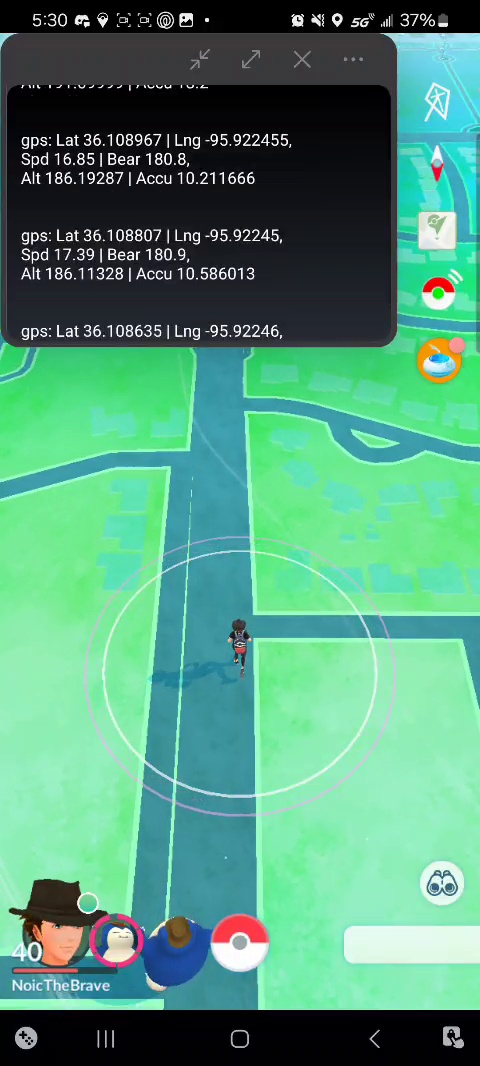 5:30
5G
37%
gps: Lat 36.108967 | Lng -95.922455,
Spd 16.85 | Bear 180.8,
Alt 186.19287 | Accu 10.211666
gps: Lat 36.108807 | Lng -95.92245,
Spd 17.39 | Bear 180.9,
Alt 186.11328 | Accu 10.586013
gps: Lat 36.108635 | Lng -95.92246,
40
NoicTheBrave